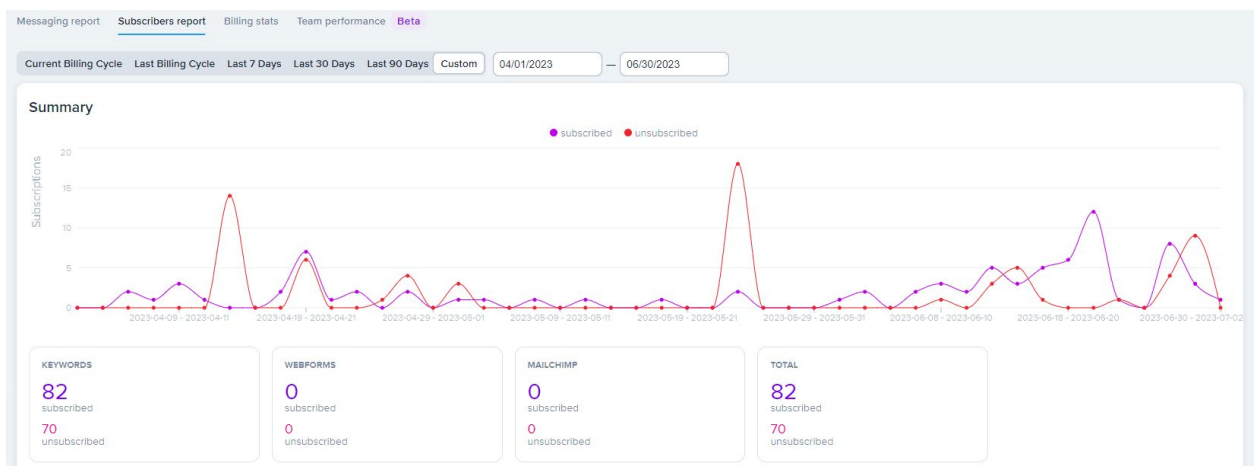 Messaging report Subscribers report Billing stats Team performance Beta
Current Billing Cycle Last Billing Cycle Last 7 Days Last 30 Days Last 90 Days Custom 04/01/2023 — 06/30/2023
Summary
subscribed unsubscribed
Subscriptions
20
15
10
5
0
2023-04-09 - 2023-04-11 2023-04-19 - 2023-04-21 2023-04-29 - 2023-05-01 2023-05-09 - 2023-05-11 2023-05-19 - 2023-05-21 2023-05-29 - 2023-05-31 2023-06-08 - 2023-06-10 2023-06-18 - 2023-06-20 2023-06-30 - 2023-07-02
KEYWORDS WEBFORMS MAILCHIMP TOTAL
82 0 0 82
subscribed subscribed subscribed subscribed
70 0 0 70
unsubscribed unsubscribed unsubscribed unsubscribed